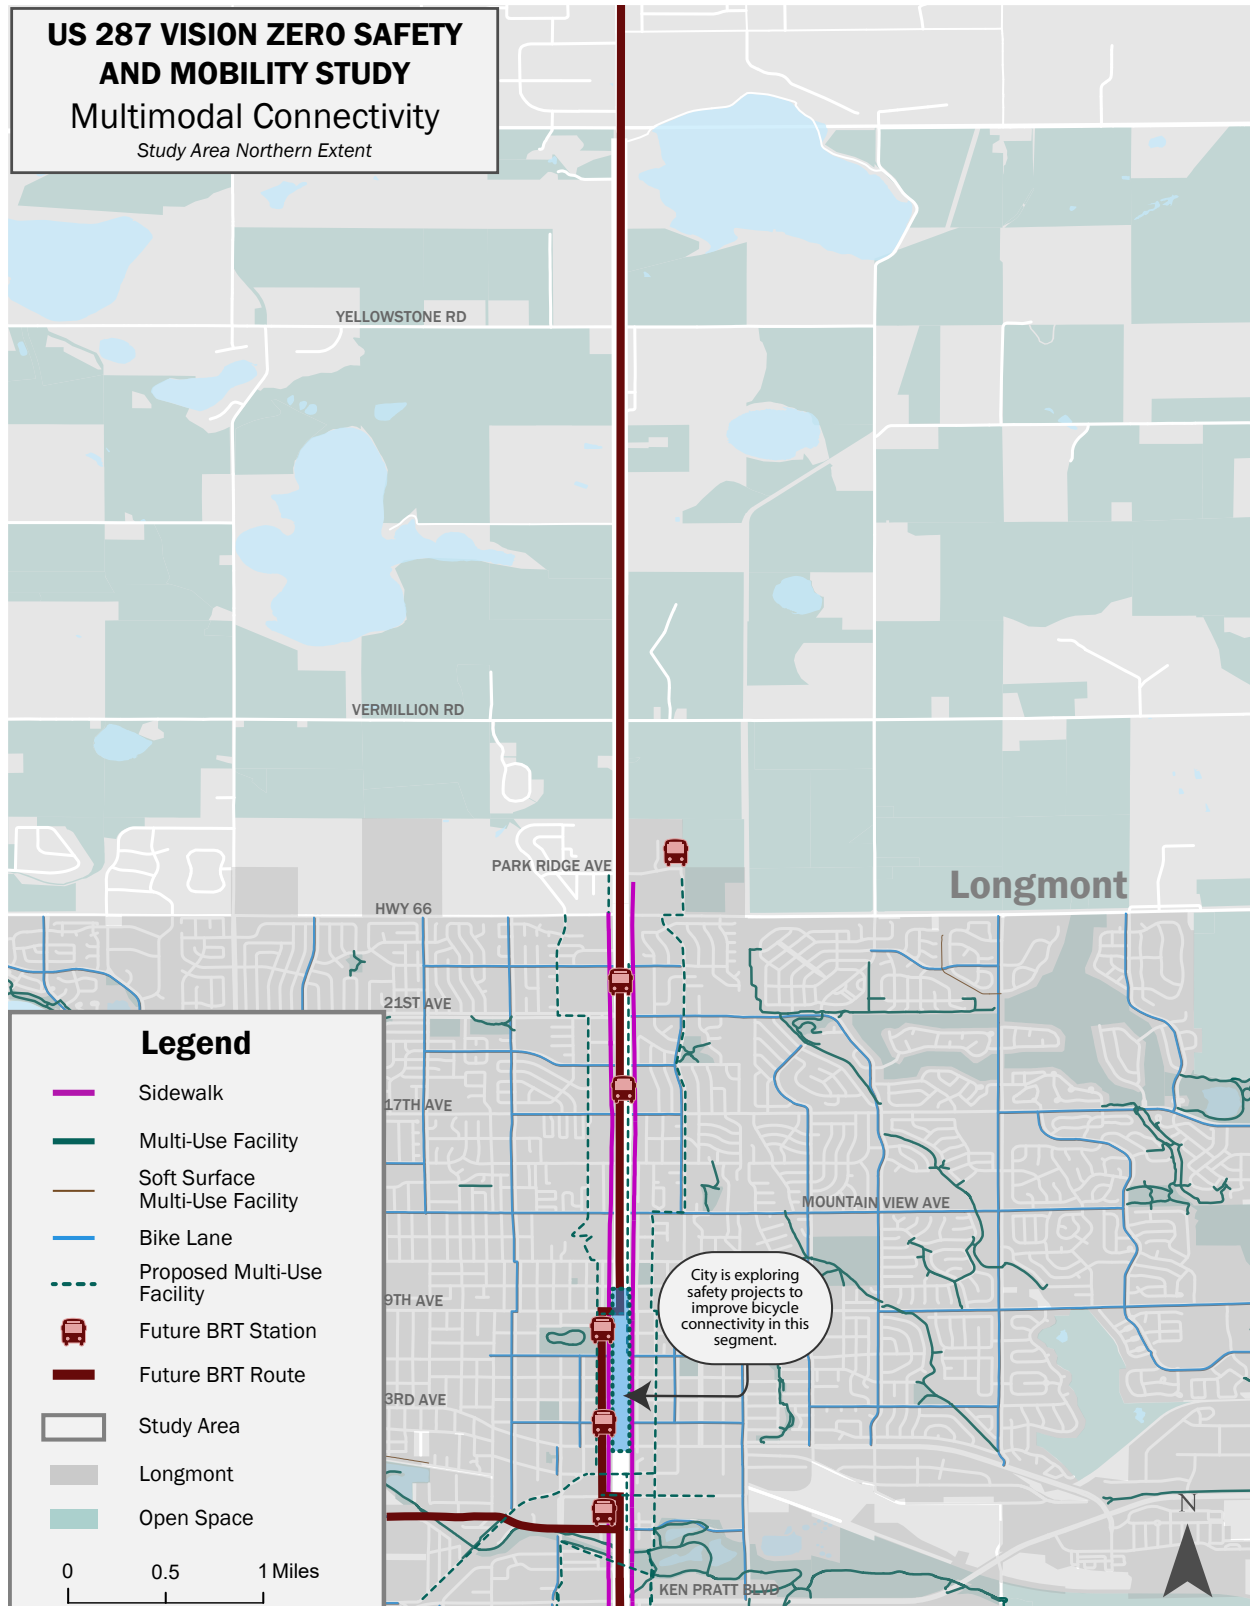 US 287 VISION ZERO SAFETY
AND MOBILITY STUDY
Multimodal Connectivity
Study Area Northern Extent
YELLOWSTONE RD
VERMILLION RD
PARK RIDGE AVE
Longmont
HWY 66
21ST AVE
17TH AVE
MOUNTAIN VIEW AVE
City is exploring
safety projects to
improve bicycle
connectivity in this
segment.
9TH AVE
3RD AVE
KEN PRATT BLVD
N
Legend
Sidewalk
Multi-Use Facility
Soft Surface
Multi-Use Facility
Bike Lane
Proposed Multi-Use
Facility
Future BRT Station
Future BRT Route
Study Area
Longmont
Open Space
0 0.5 1 Miles